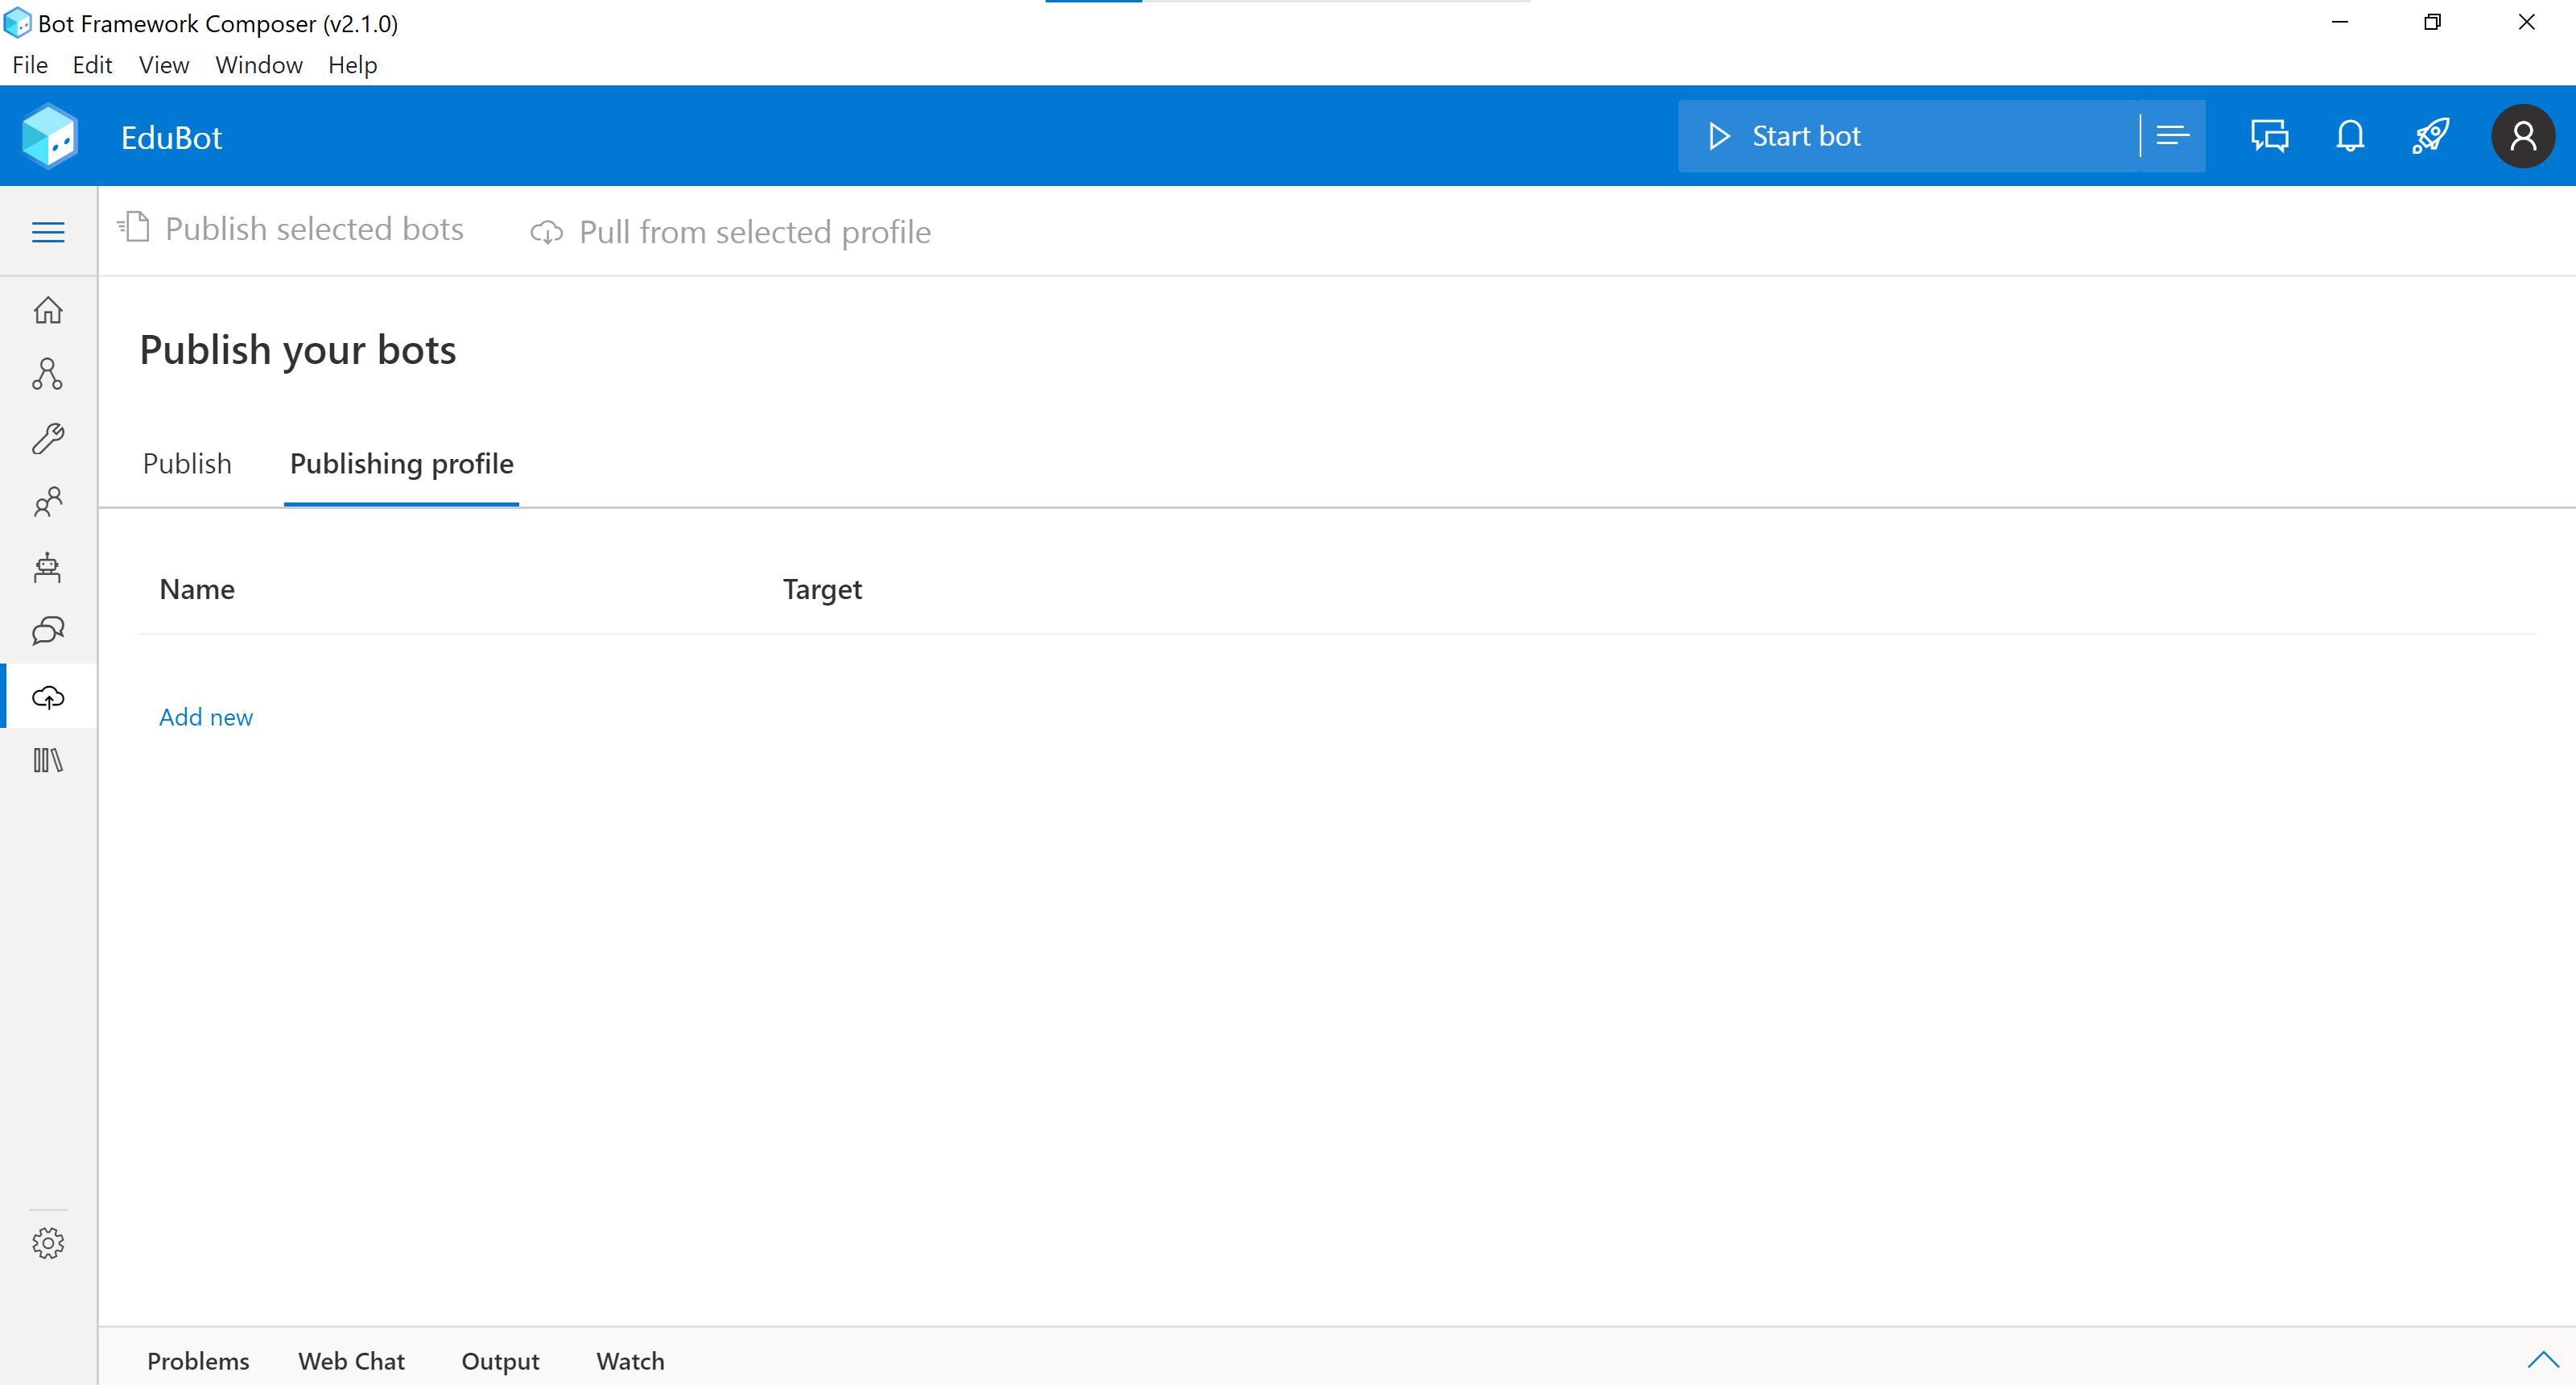 Bot Framework Composer (v2.1.0)
File Edit View Window Help
EduBot
Start bot
Publish selected bots Pull from selected profile
Publish your bots
Publish Publishing profile
Name Target
Add new
Problems Web Chat Output Watch